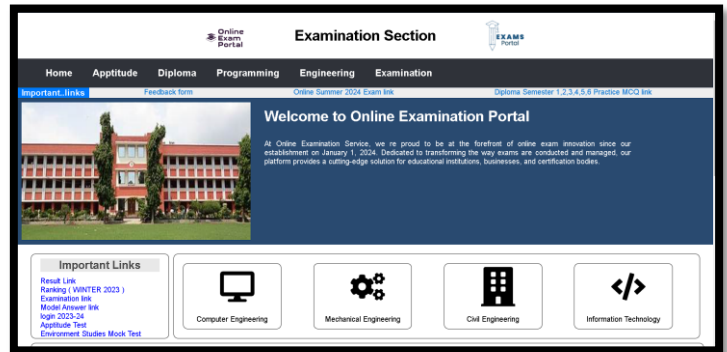 Online
Exam
Portal
Examination Section
EXAMS
Portal
Home Apptitude Diploma Programming Engineering Examination
Important..links Feedback form Online Summer 2024 Exam link Diploma Semester 1,2,3,4,5,6 Practice MCQ link
Welcome to Online Examination Portal
At Online Examination Service, we re proud to be at the forefront of online exam innovation since our
establishment on January 1, 2024. Dedicated to transforming the way exams are conducted and managed, our
platform provides a cutting-edge solution for educational institutions, businesses, and certification bodies.
Important Links
Result Link
Ranking ( WINTER 2023 )
Examination link
Model Answer link
login 2023-24
Apptitude Test
Environment Studies Mock Test
Computer Engineering
Mechanical Engineering
Civil Engineering
Information Technology